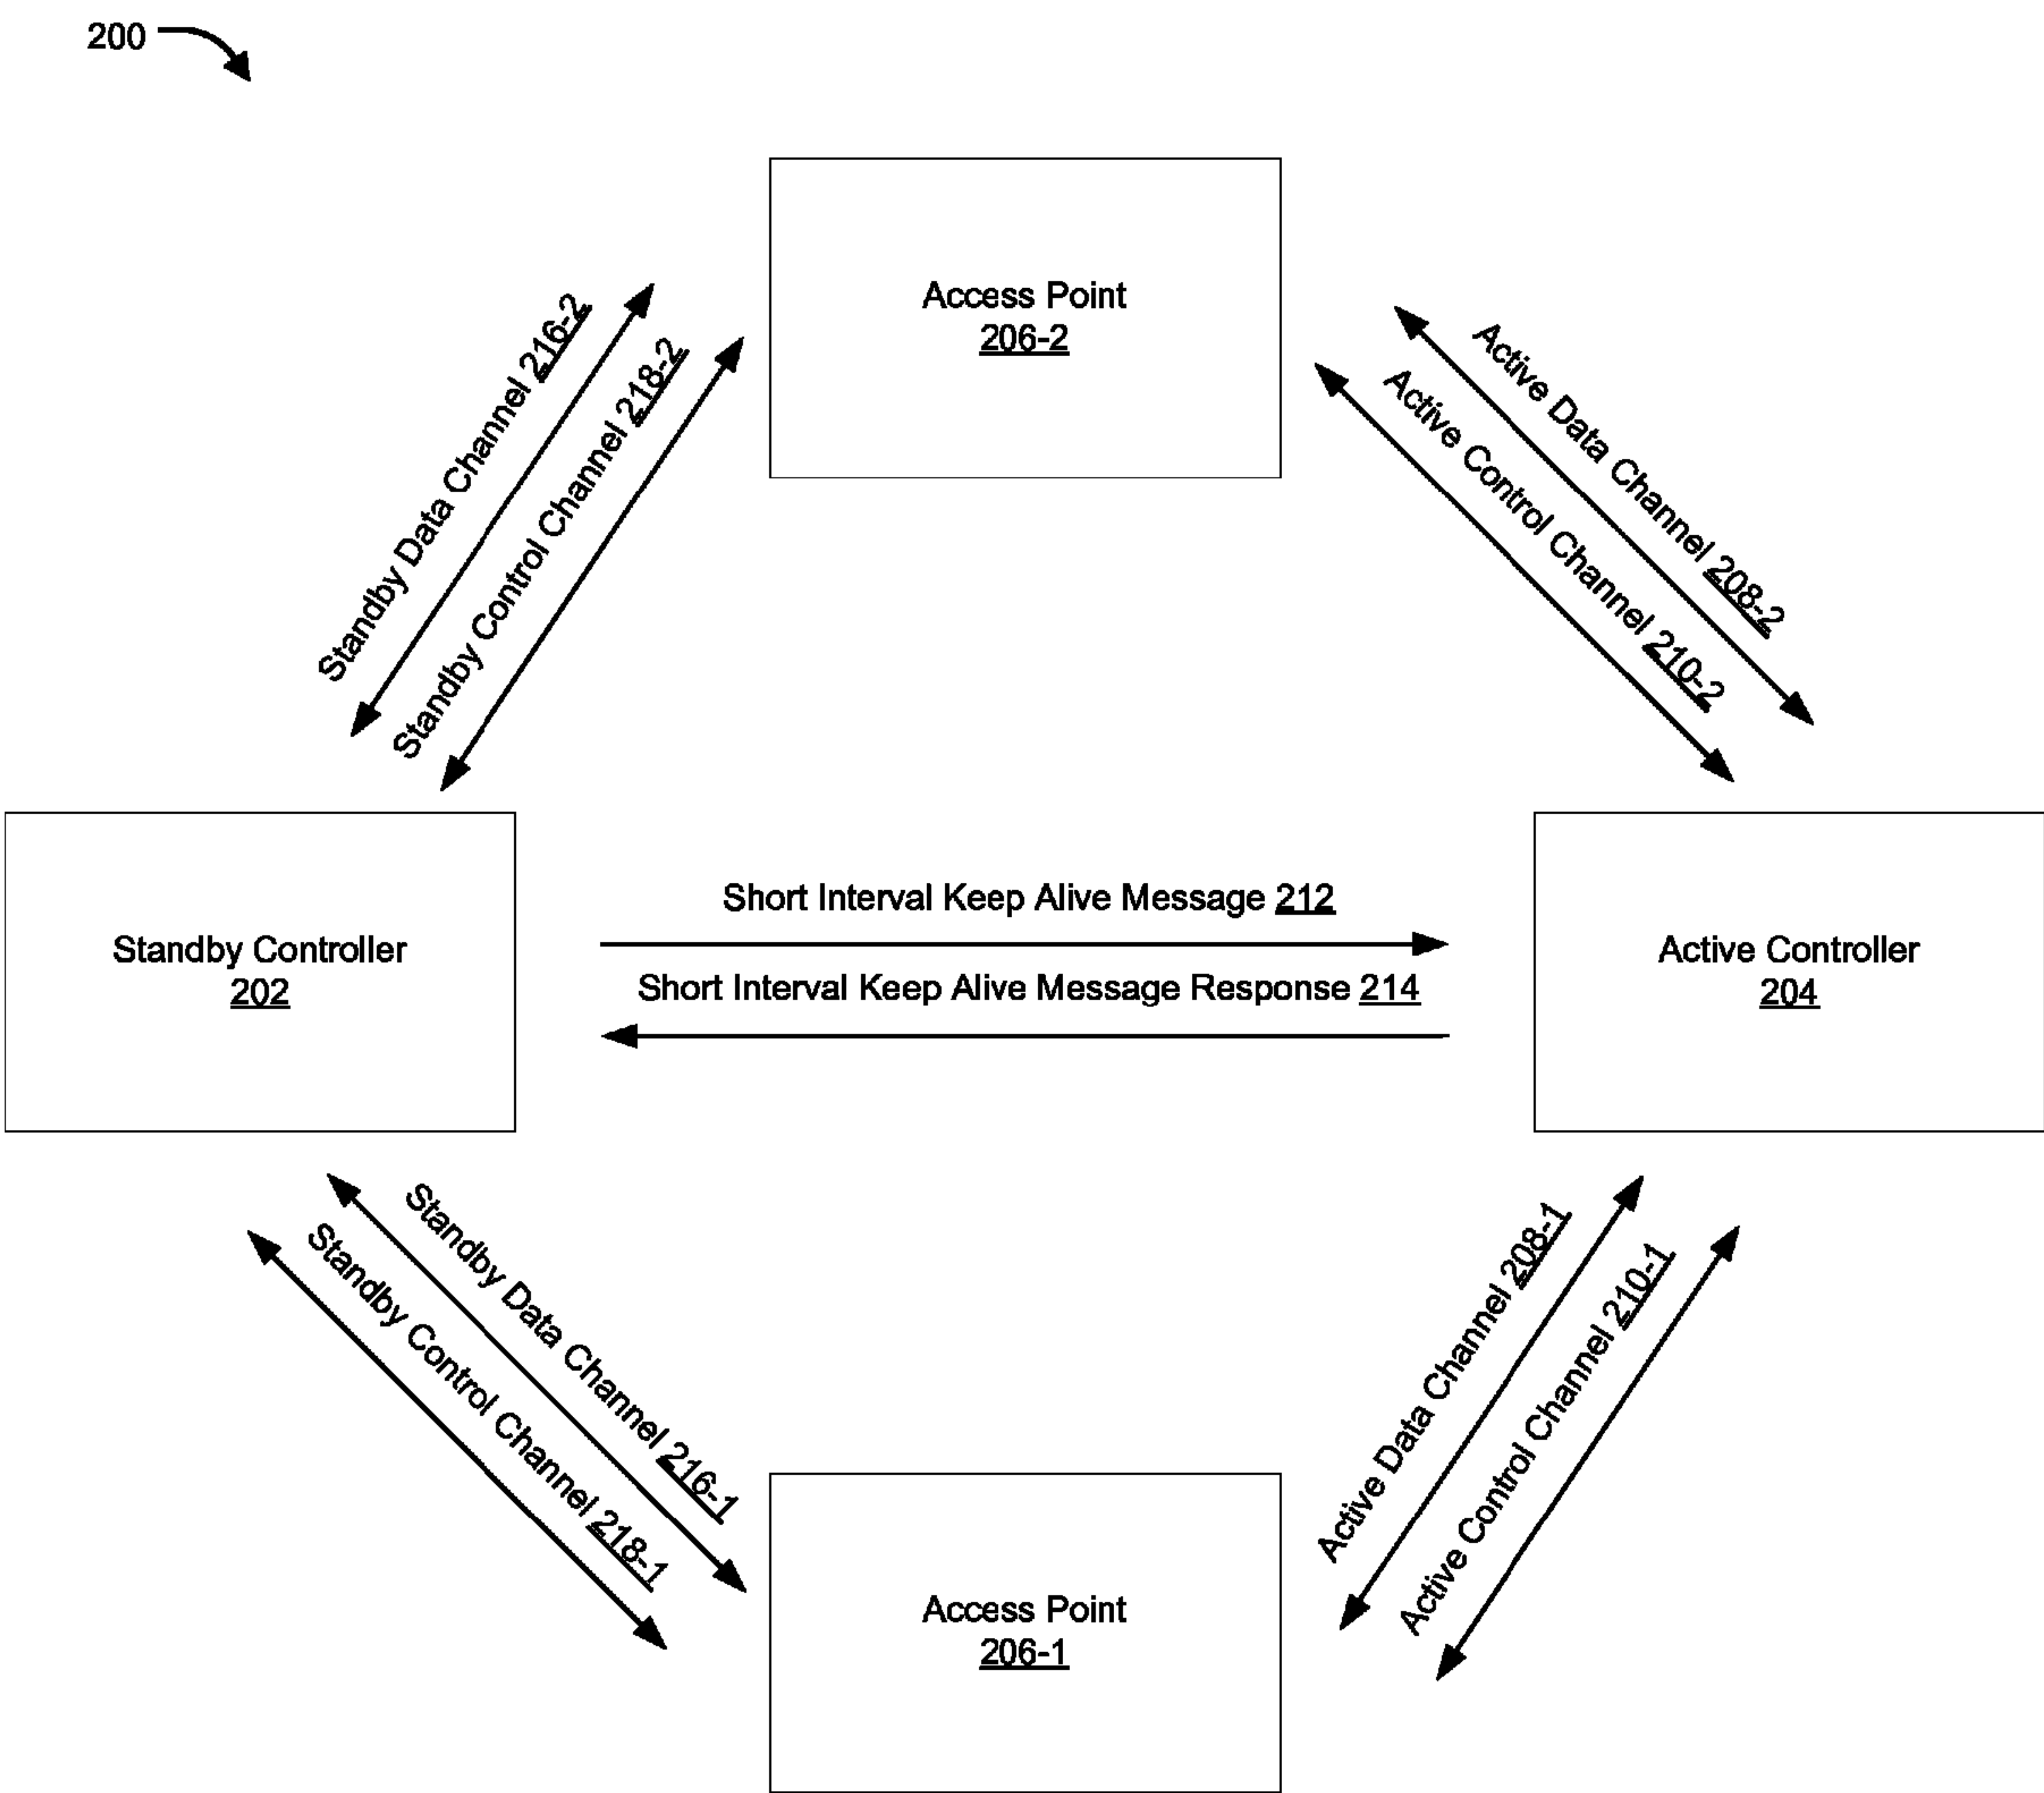 200
Access Point
206-2
Standby Data Channel 216-2
Standby Control Channel 218-2
Active Data Channel 208-2
Active Control Channel 210-2
Standby Controller
202
Short Interval Keep Alive Message 212
Short Interval Keep Alive Message Response 214
Active Controller
204
Standby Data Channel 216-1
Standby Control Channel 218-1
Active Data Channel 208-1
Active Control Channel 210-1
Access Point
206-1